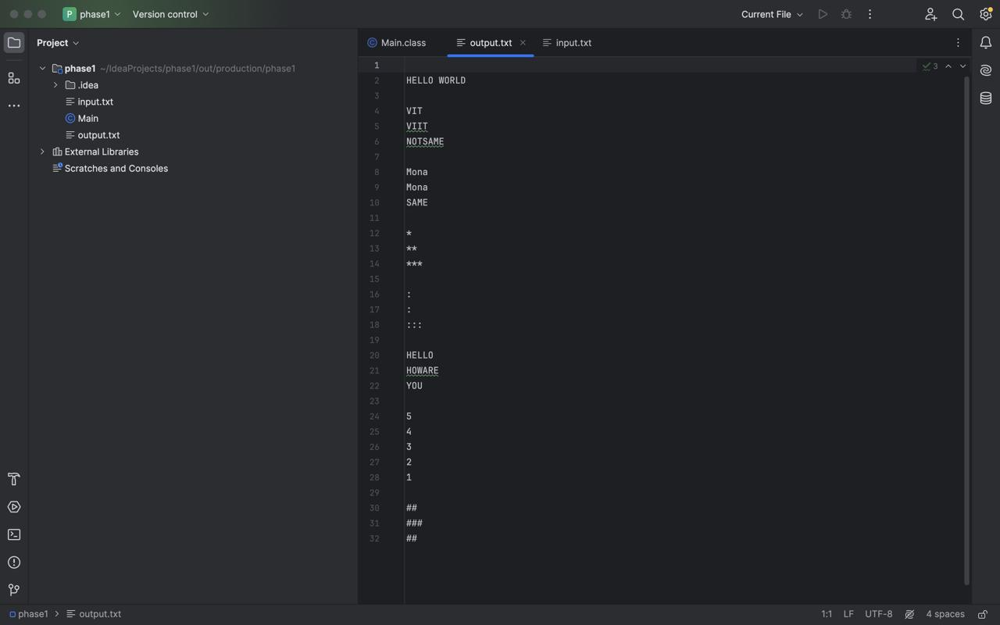 P phase1 Version control Current File
Project
Main.class output.txt input.txt
phase1 ~/IdeaProjects/phase1/out/production/phase1
.idea
input.txt
Main
output.txt
External Libraries
Scratches and Consoles
3
1
2 HELLO WORLD
3
4 VIT
5 VIIT
6 NOTSAME
7
8 Mona
9 Mona
10 SAME
11
12 *
13 **
14 ***
15
16 :
17 :
18 :::
19
20 HELLO
21 HOWARE
22 YOU
23
24 5
25 4
26 3
27 2
28 1
29
30 ##
31 ###
32 ##
phase1 > output.txt 1:1 LF UTF-8 4 spaces